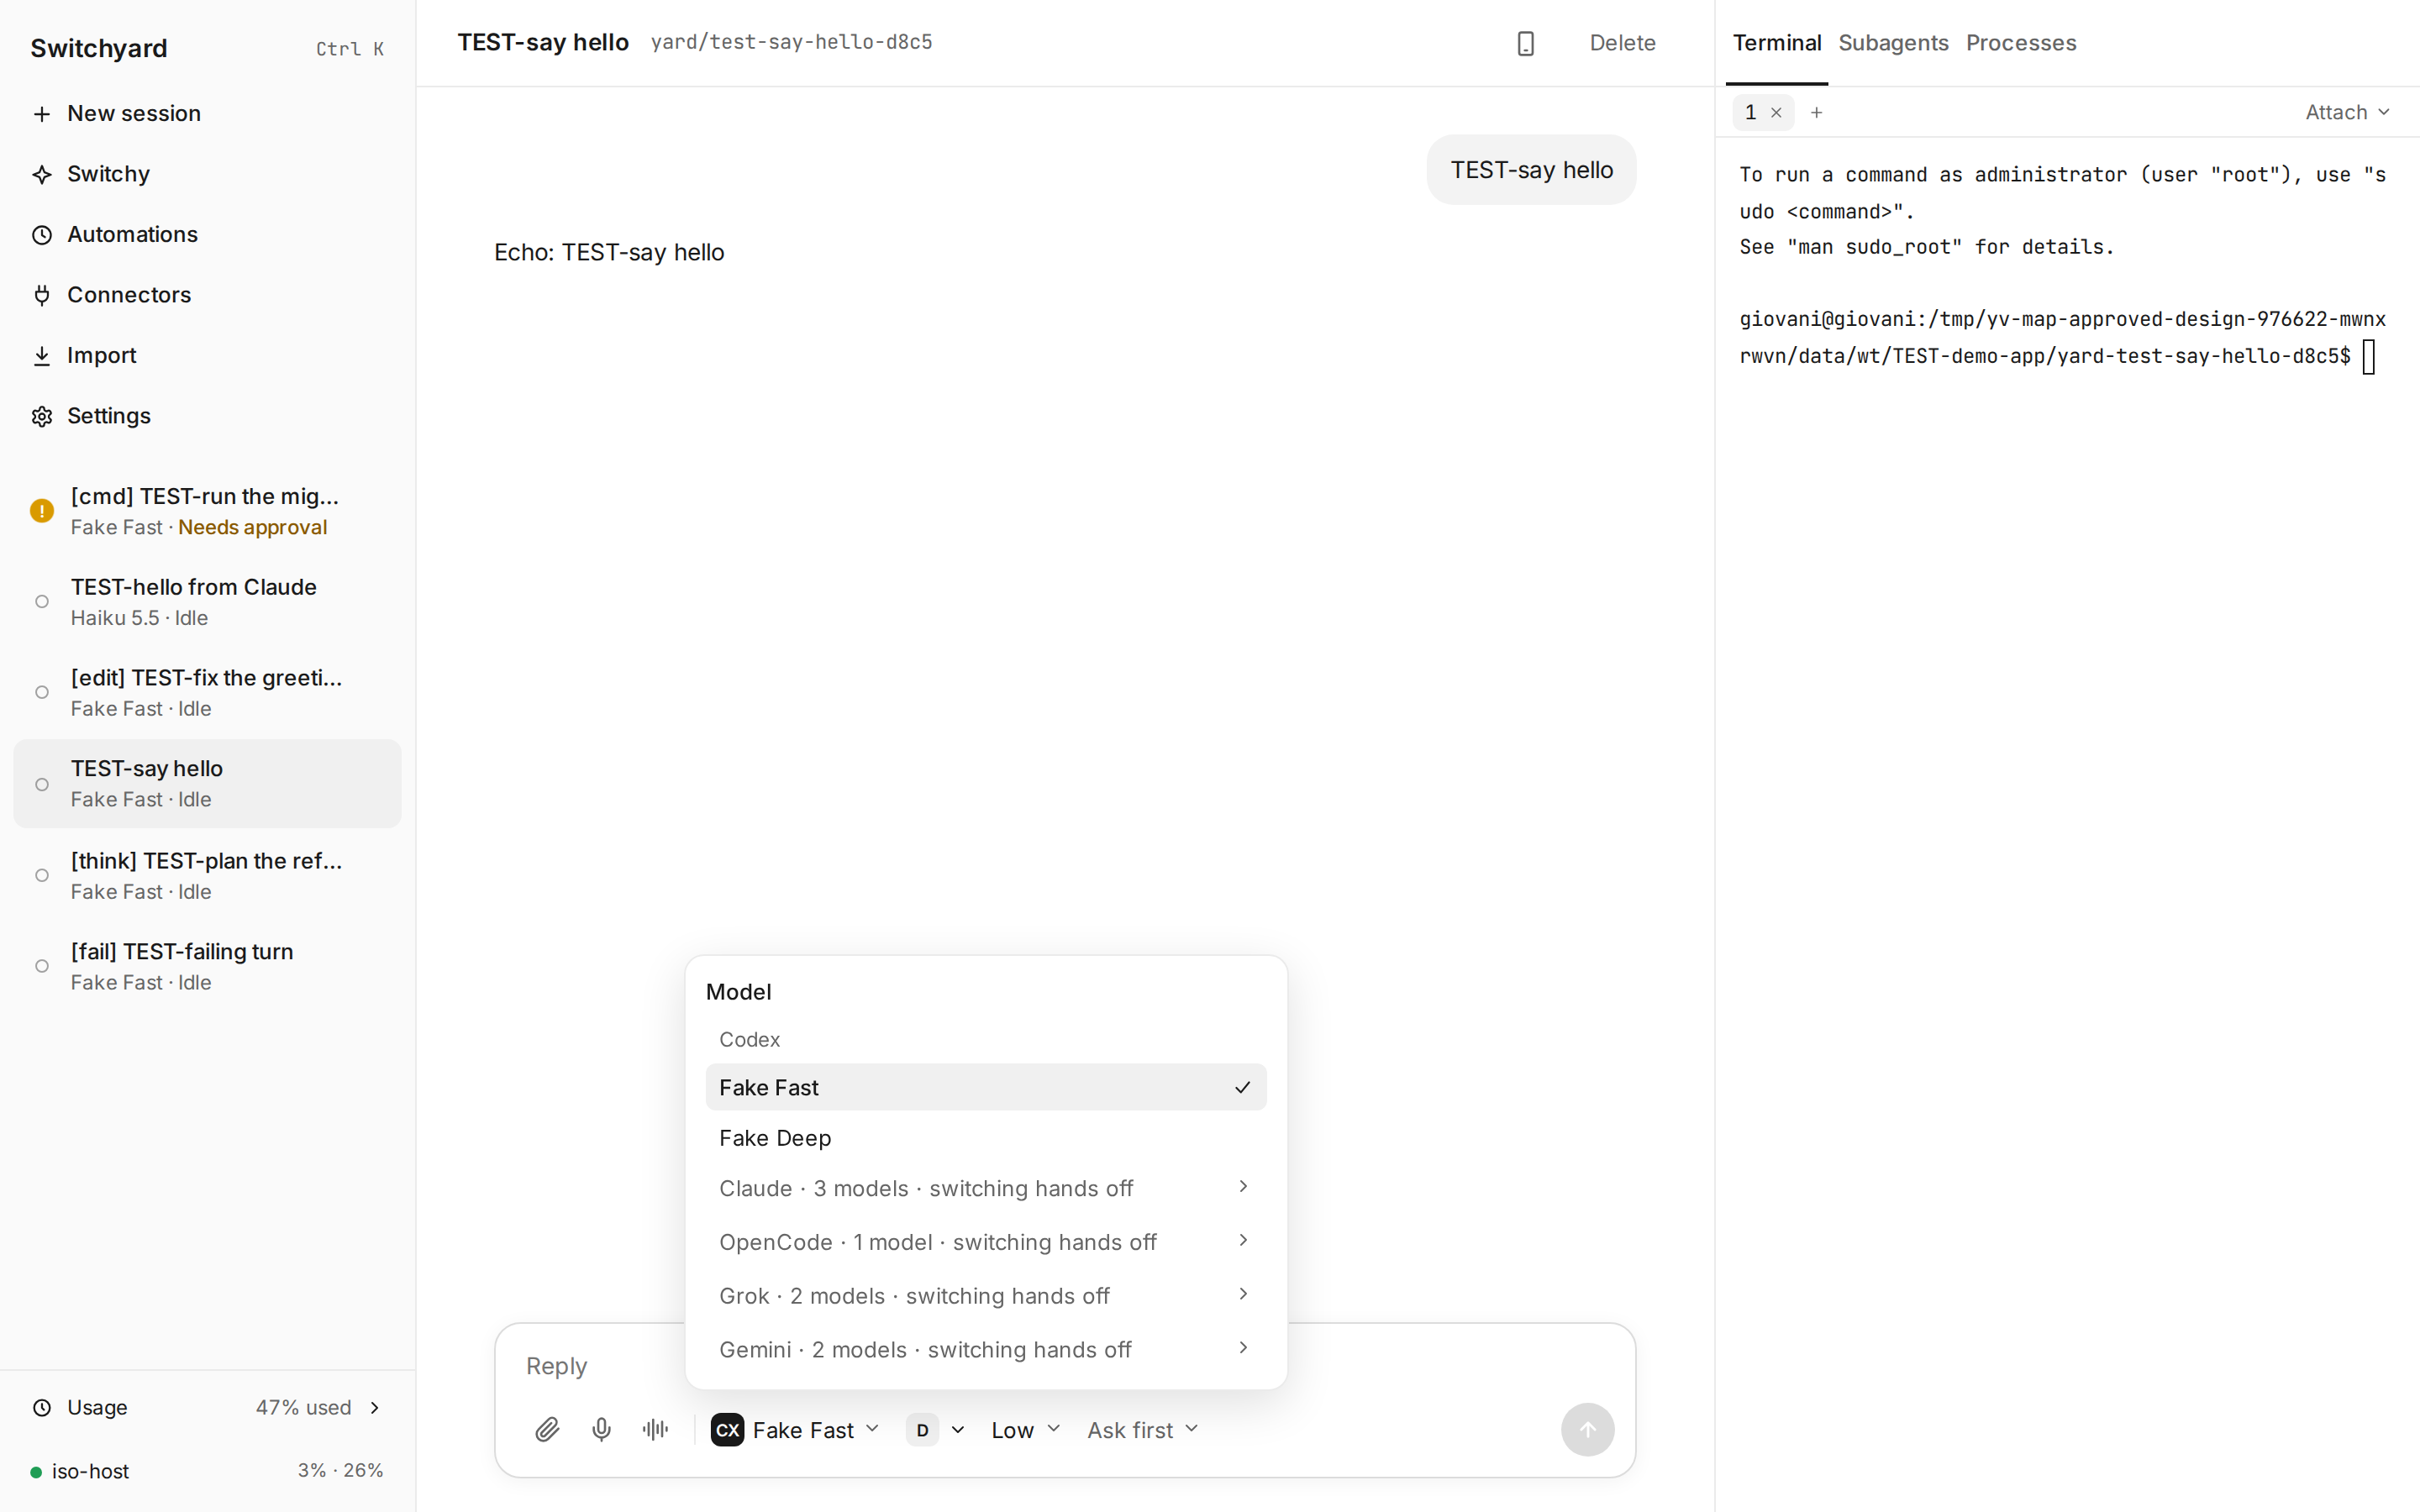 Switchyard
Ctrl K
New session
Switchy
Automations
Connectors
Import
Settings
[cmd] TEST-run the mig...
Fake Fast · Needs approval
TEST-hello from Claude
Haiku 5.5 · Idle
[edit] TEST-fix the greeti...
Fake Fast · Idle
TEST-say hello
Fake Fast · Idle
[think] TEST-plan the ref...
Fake Fast · Idle
[fail] TEST-failing turn
Fake Fast · Idle
Usage
47% used
iso-host
3% · 26%
TEST-say hello
yard/test-say-hello-d8c5
Delete
TEST-say hello
Echo: TEST-say hello
Model
Codex
Fake Fast
Fake Deep
Claude · 3 models · switching hands off
OpenCode · 1 model · switching hands off
Grok · 2 models · switching hands off
Gemini · 2 models · switching hands off
Reply
CX Fake Fast
D
Low
Ask first
Terminal
Subagents
Processes
1
Attach
To run a command as administrator (user "root"), use "s
udo <command>".
See "man sudo_root" for details.
giovani@giovani:/tmp/yv-map-approved-design-976622-mwnx
rwvn/data/wt/TEST-demo-app/yard-test-say-hello-d8c5$